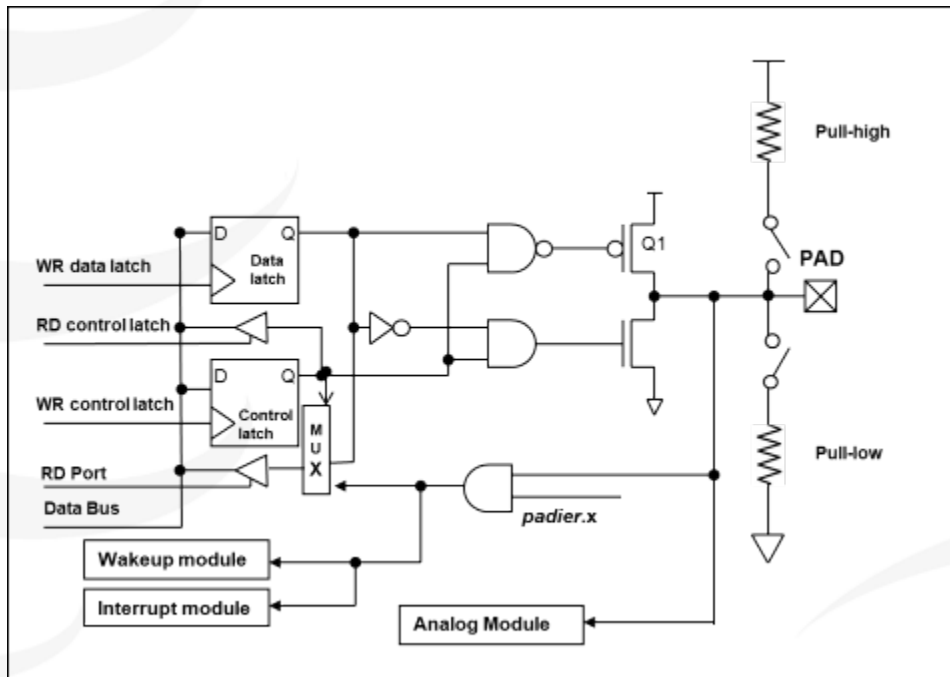 Pull-high
D Q
Data
latch
Q1
PAD
WR data latch
RD control latch
D Q
WR control latch
Control
latch
M
U
X
Pull-low
RD Port
Data Bus
padier.x
Wakeup module
Interrupt module
Analog Module